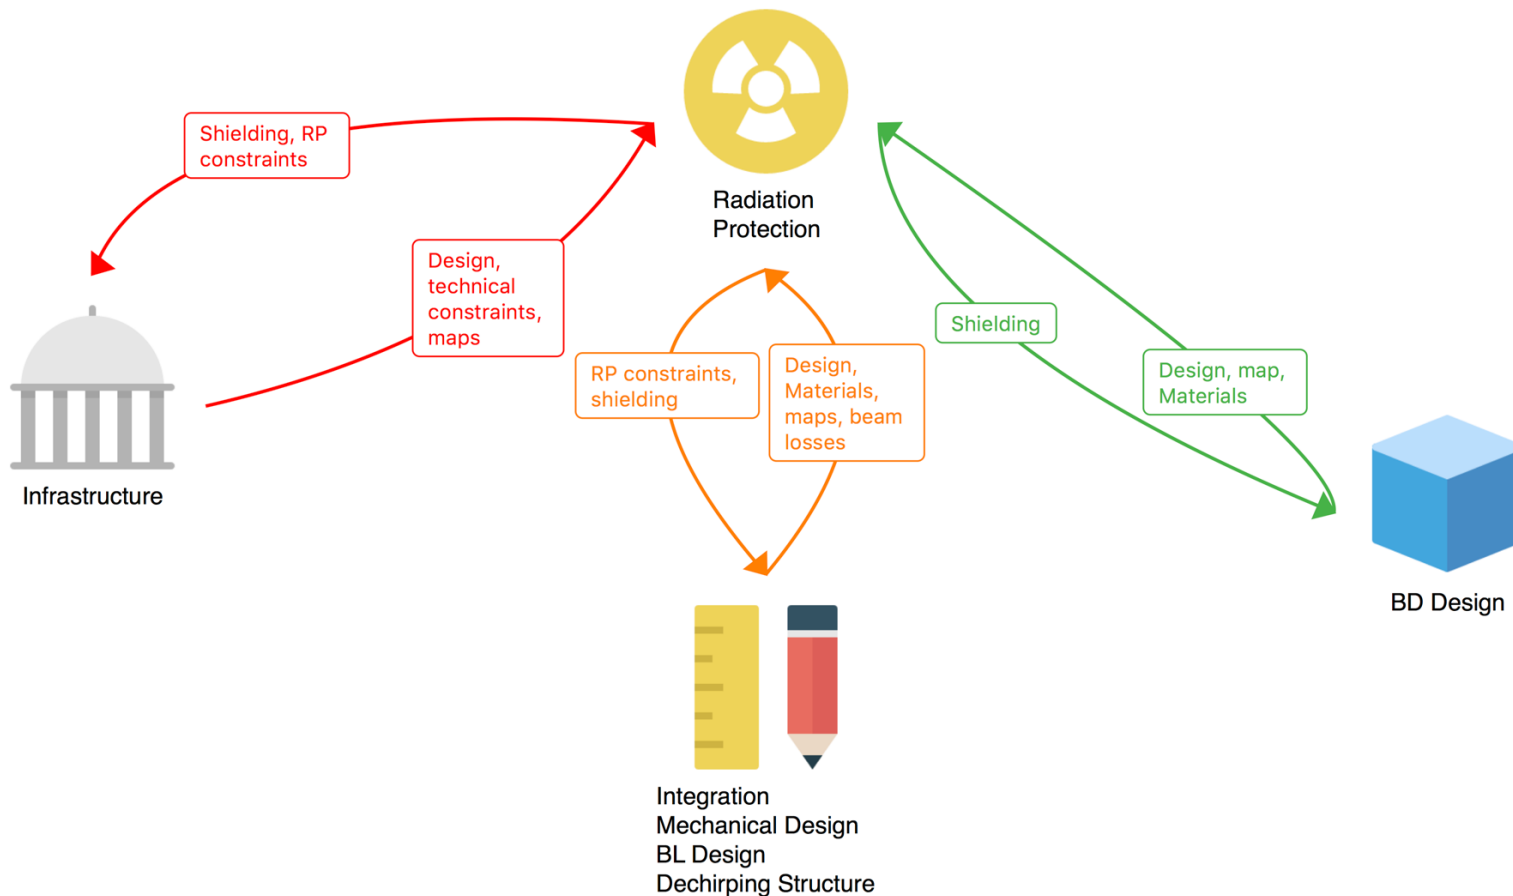 Shielding, RP
constraints
Radiation
Protection
Design,
technical
constraints,
maps
Shielding
RP constraints,
shielding
Design,
Materials,
maps, beam
losses
Design, map,
Materials
Infrastructure
BD Design
Integration
Mechanical Design
BL Design
Dechirping Structure